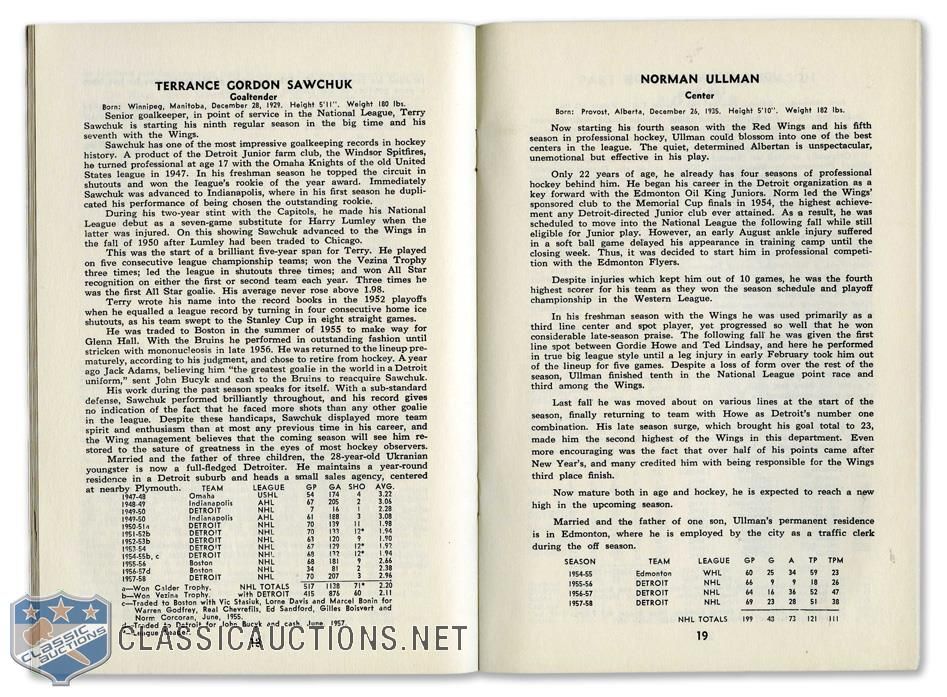 TERRANCE GORDON SAWCHUK
Goaltender
Born: Winnipeg, Manitoba, December 28, 1929. Height 5'11". Weight 180 lbs.
Senior goalkeeper, in point of service in the National League, Terry
Sawchuk is starting his ninth regular season in the big time and his
seventh with the Wings.
Sawchuk has one of the most impressive goalkeeping records in hockey
history. A product of the Detroit Junior farm club, the Windsor Spitfires,
he turned professional at age 17 with the Omaha Knights of the old United
States league in 1947. In his freshman season he topped the circuit in
shutouts and won the league's rookie of the year award. Immediately
Sawchuk was advanced to Indianapolis, where in his first season he dupli-
cated his performance of being chosen the outstanding rookie.
During his two-year stint with the Capitols, he made his National
League debut as a seven-game substitute for Harry Lumley when the
latter was injured. On this showing Sawchuk advanced to the Wings in
the fall of 1950 after Lumley had been traded to Chicago.
This was the start of a brilliant five-year span for Terry. He played
on five consecutive league championship teams; won the Vezina Trophy
three times; led the league in shutouts three times; and won All Star
recognition on either the first or second team each year. Three times he
was the first All Star goalie. His average never rose above 1.98.
Terry wrote his name into the record books in the 1952 playoffs
when he equalled a league record by turning in four consecutive home ice
shutouts, as his team swept to the Stanley Cup in eight straight games.
He was traded to Boston in the summer of 1955 to make way for
Glenn Hall. With the Bruins he performed in outstanding fashion until
stricken with mononucleosis in late 1956. He was returned to the lineup pre-
maturely, according to his judgment, and chose to retire from hockey. A year
ago Jack Adams, believing him "the greatest goalie in the world in a Detroit
uniform," sent John Bucyk and cash to the Bruins to reacquire Sawchuk.
His work during the past season speaks for itself. With a sub-standard
defense, Sawchuk performed brilliantly throughout, and his record gives
no indication of the fact that he faced more shots than any other goalie
in the league. Despite these handicaps, Sawchuk displayed more team
spirit and enthusiasm than at most any previous time in his career, and
the Wing management believes that the coming season will see him re-
stored to the stature of greatness in the eyes of most hockey observers.
Married and the father of three children, the 28-year-old Ukranian
youngster is now a full-fledged Detroiter. He maintains a year-round
residence in a Detroit suburb and heads a small sales agency, centered
at nearby Plymouth. TEAM LEAGUE GP GA SHO AVG.
1947-48 Omaha USHL 54 174 4 3.22
1948-49 Indianapolis AHL 67 205 2 3.06
1949-50 DETROIT NHL 7 16 1 2.28
1949-50 Indianapolis AHL 61 188 3 3.08
1950-51a DETROIT NHL 70 139 11 1.98
1951-52b DETROIT NHL 70 133 12* 1.94
1952-53b DETROIT NHL 63 120 9 1.90
1953-54 DETROIT NHL 67 129 12* 1.92
1954-55b, c DETROIT NHL 68 132 12* 1.94
1955-56 Boston NHL 68 181 9 2.66
1956-57d Boston NHL 34 81 2 2.38
1957-58 DETROIT NHL 70 207 3 2.96
a—Won Calder Trophy. NHL TOTALS 517 1138 71* 2.20
b—Won Vezina Trophy. with DETROIT 415 876 60 2.11
c—Traded to Boston with Vic Stasiuk, Lorne Davis and Marcel Bonin for
Warren Godfrey, Real Chevrefils, Ed Sandford, Gilles Boisvert and
Norm Corcoran, June, 1955.
d—Traded to Detroit for John Bucyk and cash, June, 1957.
*—League leader.
18
NORMAN ULLMAN
Center
Born: Provost, Alberta, December 26, 1935. Height 5'10". Weight 182 lbs.
Now starting his fourth season with the Red Wings and his fifth
season in professional hockey, Ullman could blossom into one of the best
centers in the league. The quiet, determined Albertan is unspectacular,
unemotional but effective in his play.
Only 22 years of age, he already has four seasons of professional
hockey behind him. He began his career in the Detroit organization as a
key forward with the Edmonton Oil King Juniors. Norm led the Wings'
sponsored club to the Memorial Cup finals in 1954, the highest achieve-
ment any Detroit-directed Junior club ever attained. As a result, he was
scheduled to move into the National League the following fall while still
eligible for Junior play. However, an early August ankle injury suffered
in a soft ball game delayed his appearance in training camp until the
closing week. Thus, it was decided to start him in professional competi-
tion with the Edmonton Flyers.
Despite injuries which kept him out of 10 games, he was the fourth
highest scorer for his team as they won the season schedule and playoff
championship in the Western League.
In his freshman season with the Wings he was used primarily as a
third line center and spot player, yet progressed so well that he won
considerable late-season praise. The following fall he was given the first
line spot between Gordie Howe and Ted Lindsay, and here he performed
in true big league style until a leg injury in early February took him out
of the lineup for five games. Despite a loss of form over the rest of the
season, Ullman finished tenth in the National League point race and
third among the Wings.
Last fall he was moved about on various lines at the start of the
season, finally returning to team with Howe as Detroit's number one
combination. His late season surge, which brought his goal total to 23,
made him the second highest of the Wings in this department. Even
more encouraging was the fact that over half of his points came after
New Year's, and many credited him with being responsible for the Wings
third place finish.
Now mature both in age and hockey, he is expected to reach a new
high in the upcoming season.
Married and the father of one son, Ullman's permanent residence
is in Edmonton, where he is employed by the city as a traffic clerk
during the off season.
SEASON TEAM LEAGUE GP G A TP TPM
1954-55 Edmonton WHL 60 25 34 59 23
1955-56 DETROIT NHL 66 9 9 18 26
1956-57 DETROIT NHL 64 16 36 52 47
1957-58 DETROIT NHL 69 23 28 51 38
NHL TOTALS 199 43 73 121 111
19
CLASSIC
AUCTIONS
CLASSICAUCTIONS.NET